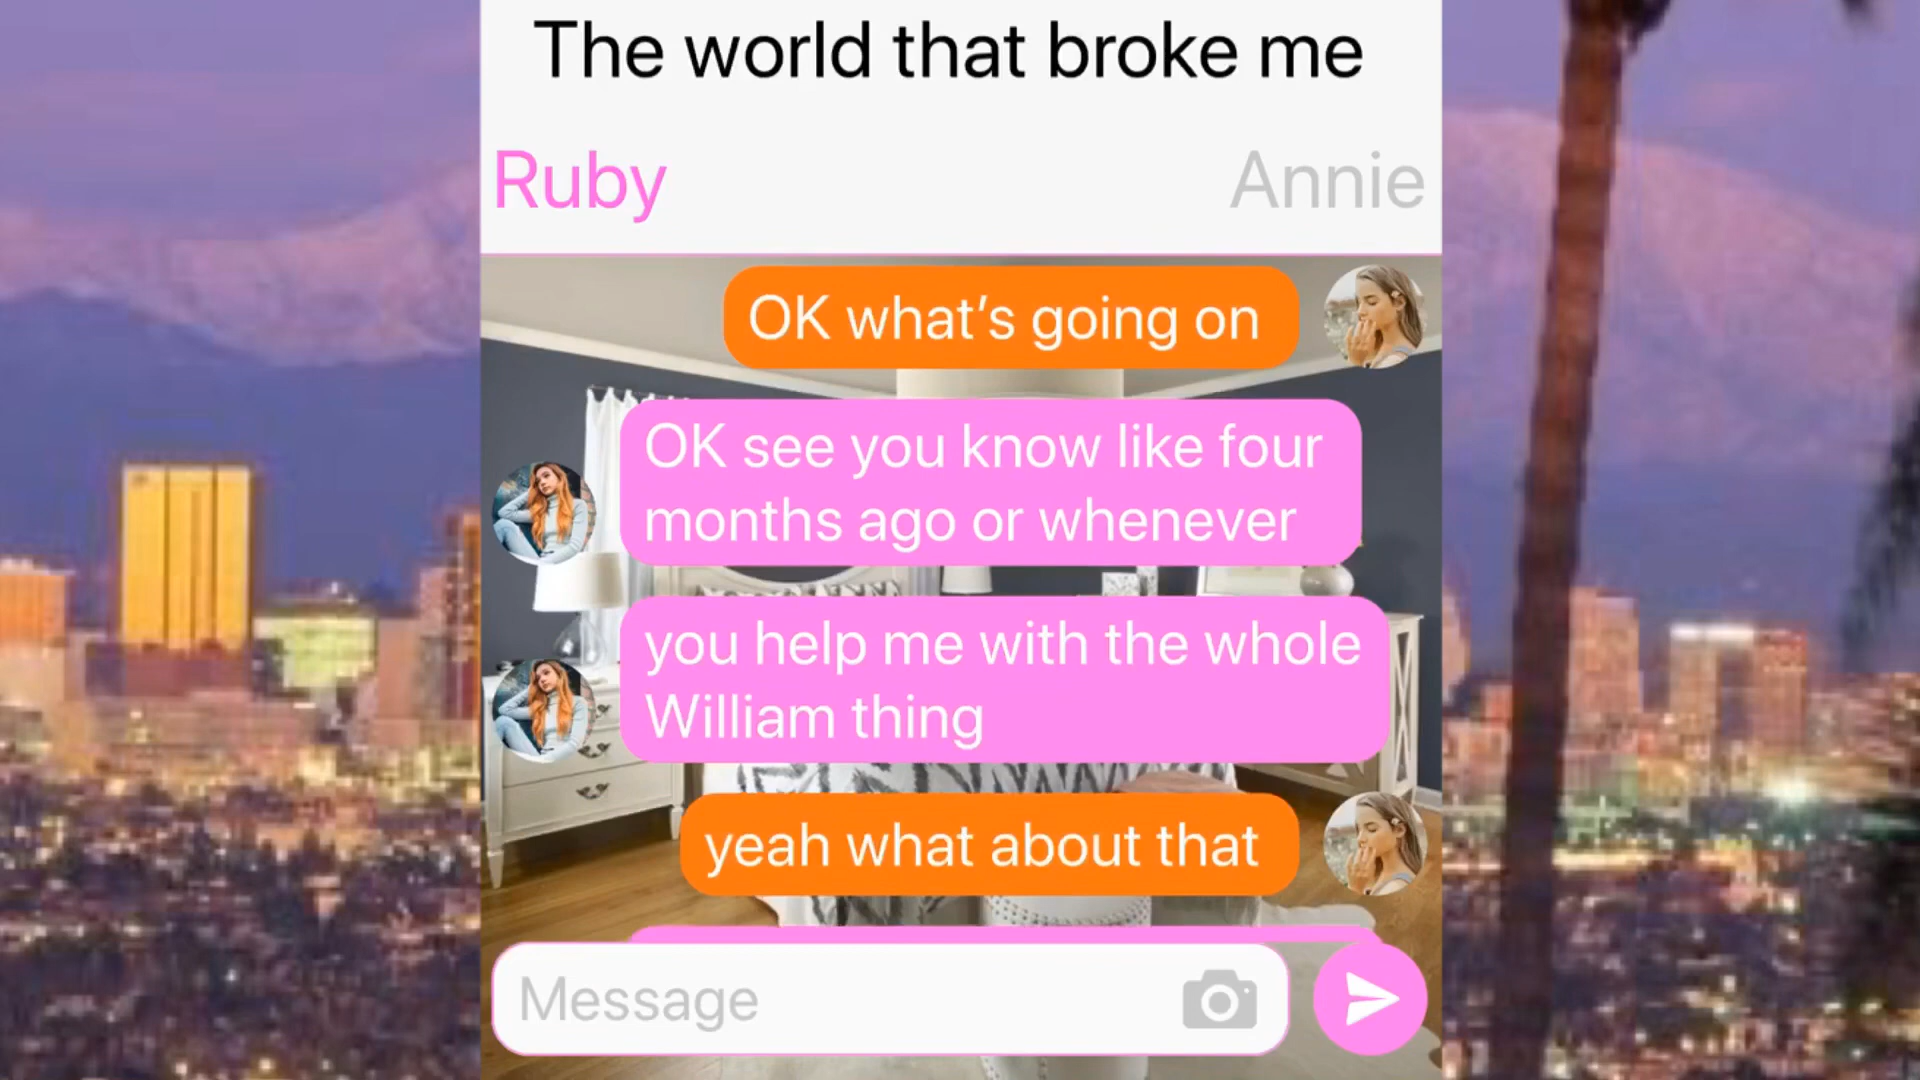 The world that broke me
Ruby
Annie
OK what's going on
OK see you know like four
months ago or whenever
you help me with the whole
William thing
yeah what about that
Message